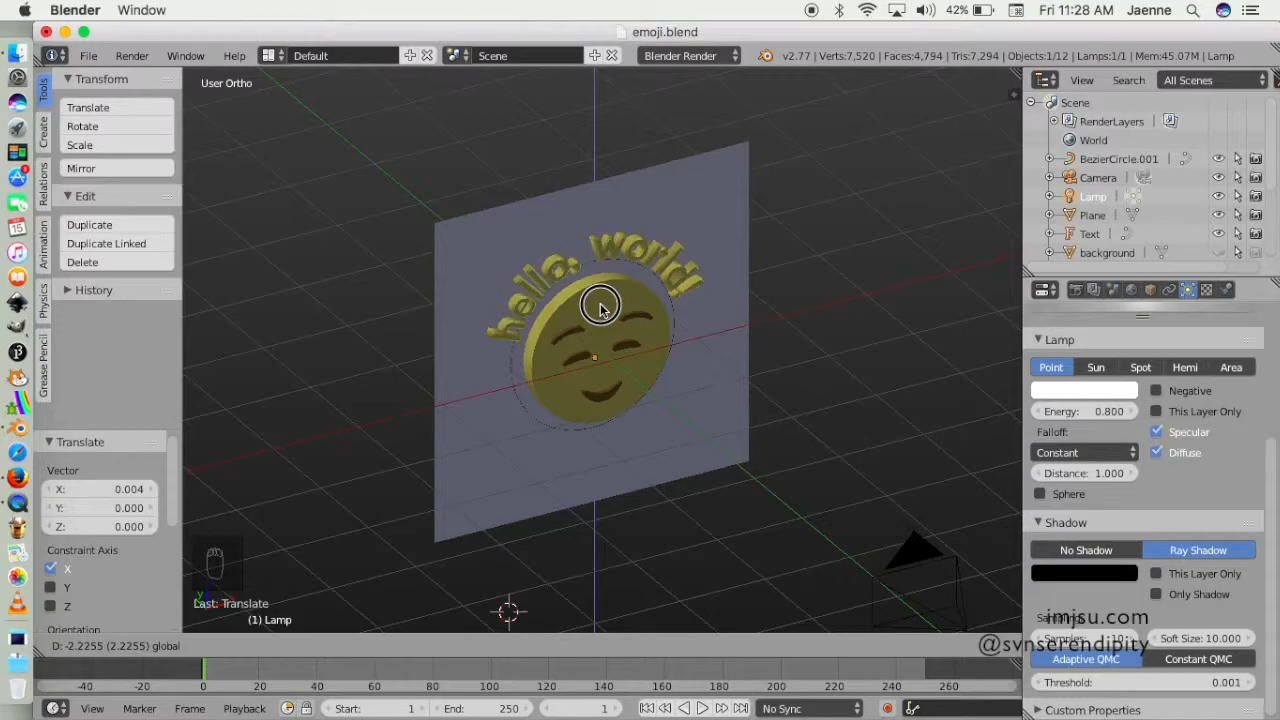 Blender Window 42% Fri 11:28 AM Jaenne
emoji.blend
File Render Window Help Default Scene Blender Render v2.77 | Verts:7,520 | Faces:4,794 | Tris:7,294 | Objects:1/12 | Lamps:1/1 | Mem:45.07M | Lamp
Tools
Create
Relations
Animation
Physics
Grease Pencil
Transform
Translate
Rotate
Scale
Mirror
Edit
Duplicate
Duplicate Linked
Delete
History
Translate
Vector
X: 0.004
Y: 0.000
Z: 0.000
Constraint Axis
X
Y
Z
Orientation
User Ortho
hello, world!
Last: Translate
(1) Lamp
D: -2.2255 (2.2255) global
View Search All Scenes
Scene
RenderLayers
World
BezierCircle.001
Camera
Lamp
Plane
Text
background
Lamp
Point Sun Spot Hemi Area
Negative
Energy: 0.800 This Layer Only
Falloff: Specular
Constant Diffuse
Distance: 1.000
Sphere
Shadow
No Shadow Ray Shadow
This Layer Only
Only Shadow
imjsu.com
@svnserendipity
Soft Size: 10.000
Adaptive QMC Constant QMC
Threshold: 0.001
Custom Properties
-40 -20 0 20 40 60 80 100 120 140 160 180 200 220 240 260
View Marker Frame Playback Start: 1 End: 250 1 No Sync